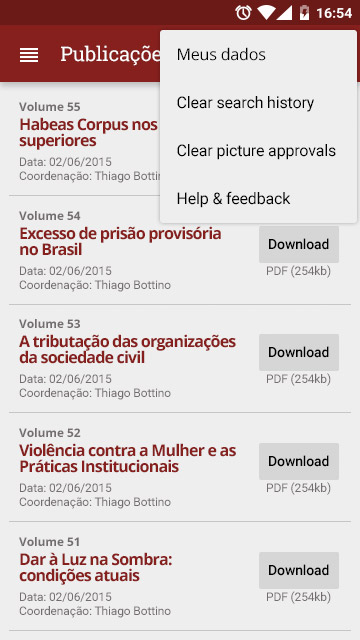 16:54
Publicaçõe
Meus dados
Clear search history
Clear picture approvals
Help & feedback
Volume 55
Habeas Corpus nos
superiores
Data: 02/06/2015
Coordenação: Thiago Bottin
Volume 54
Excesso de prisão provisória
no Brasil
Data: 02/06/2015
Coordenação: Thiago Bottino
Download
PDF (254kb)
Volume 53
A tributação das organizações
da sociedade civil
Data: 02/06/2015
Coordenação: Thiago Bottino
Download
PDF (254kb)
Volume 52
Violência contra a Mulher e as
Práticas Institucionais
Data: 02/06/2015
Coordenação: Thiago Bottino
Download
PDF (254kb)
Volume 51
Dar à Luz na Sombra:
condições atuais
Data: 02/06/2015
Coordenação: Thiago Bottino
Download
PDF (254kb)